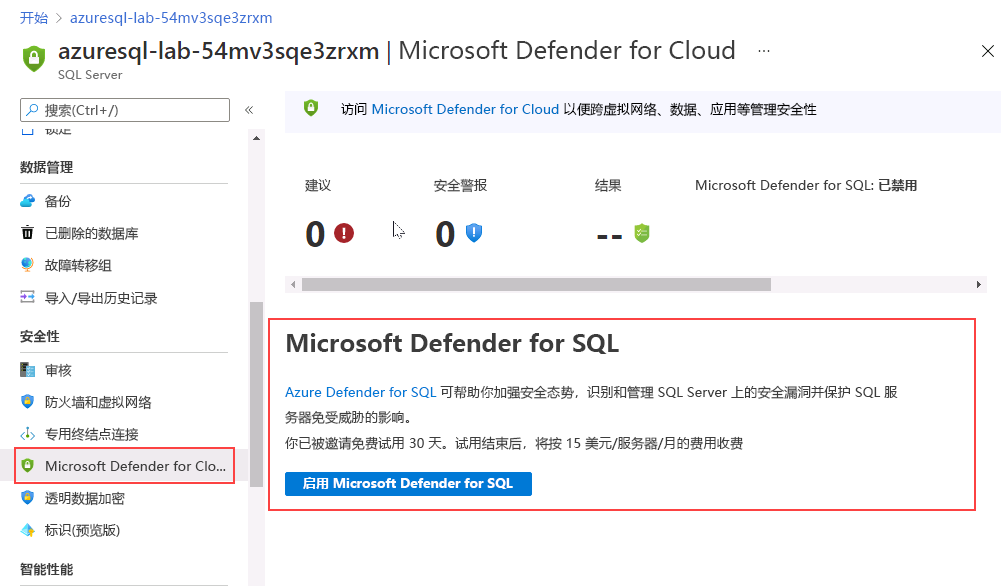 开始 > azuresql-lab-54mv3sqe3zrxm
azuresql-lab-54mv3sqe3zrxm | Microsoft Defender for Cloud ...
SQL Server
搜索(Ctrl+/)
«
锁定
数据管理
备份
已删除的数据库
故障转移组
导入/导出历史记录
安全性
审核
防火墙和虚拟网络
专用终结点连接
Microsoft Defender for Clo...
透明数据加密
标识(预览版)
智能性能
访问 Microsoft Defender for Cloud 以便跨虚拟网络、数据、应用等管理安全性
建议
安全警报
结果
Microsoft Defender for SQL: 已禁用
0
0
--
Microsoft Defender for SQL
Azure Defender for SQL 可帮助你加强安全态势，识别和管理 SQL Server 上的安全漏洞并保护 SQL 服
务器免受威胁的影响。
你已被邀请免费试用 30 天。试用结束后，将按 15 美元/服务器/月的费用收费
启用 Microsoft Defender for SQL